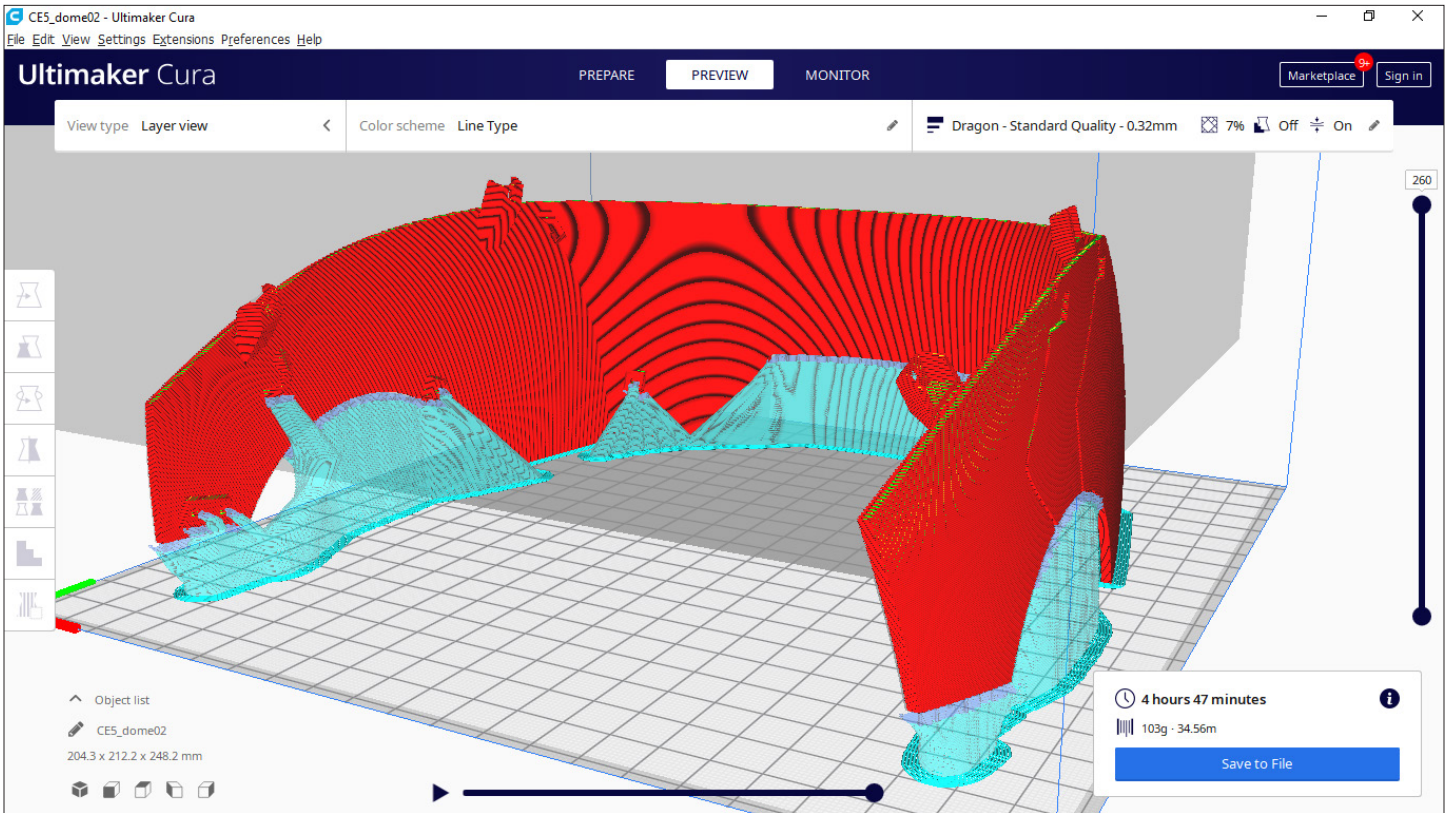 CE5_dome02 - Ultimaker Cura
File Edit View Settings Extensions Preferences Help
Ultimaker Cura
PREPARE PREVIEW MONITOR
Marketplace 9+ Sign in
View type Layer view
Color scheme Line Type
Dragon - Standard Quality - 0.32mm 7% Off On
260
Object list
CE5_dome02
204.3 x 212.2 x 248.2 mm
4 hours 47 minutes
103g · 34.56m
Save to File